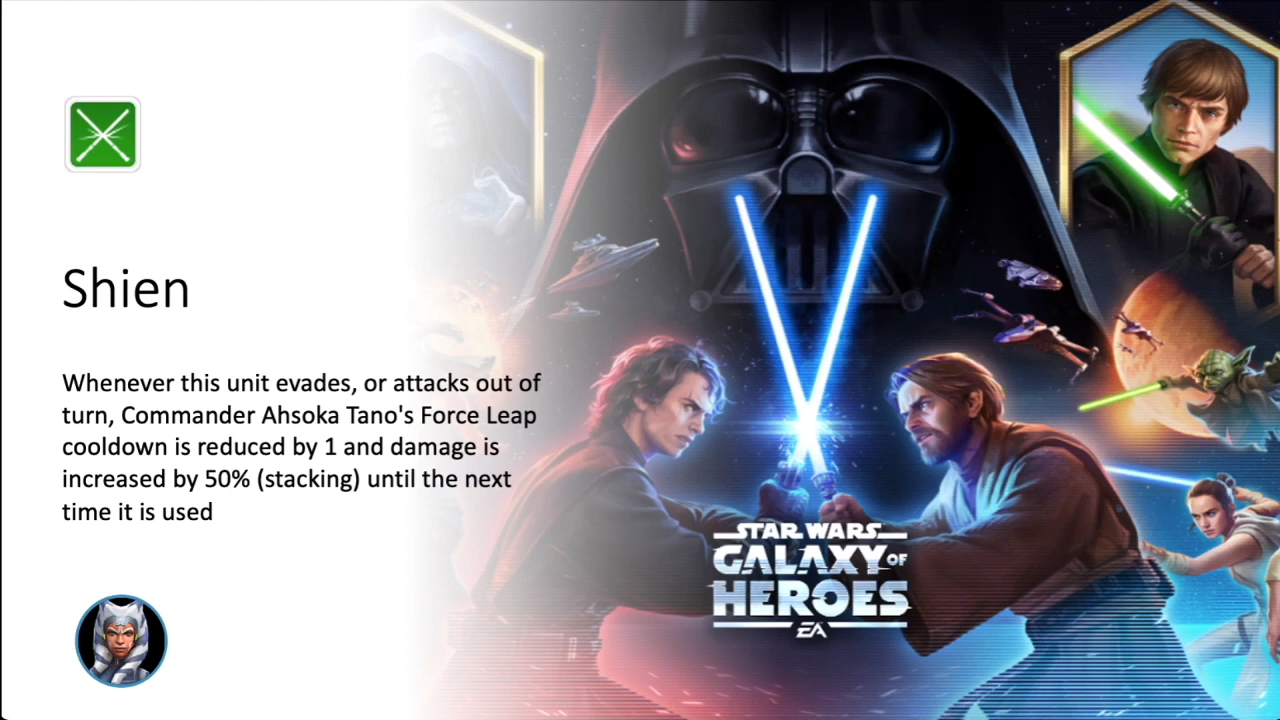 Shien
Whenever this unit evades, or attacks out of
turn, Commander Ahsoka Tano's Force Leap
cooldown is reduced by 1 and damage is
increased by 50% (stacking) until the next
time it is used
STAR WARS
GALAXY OF
HEROES
EA